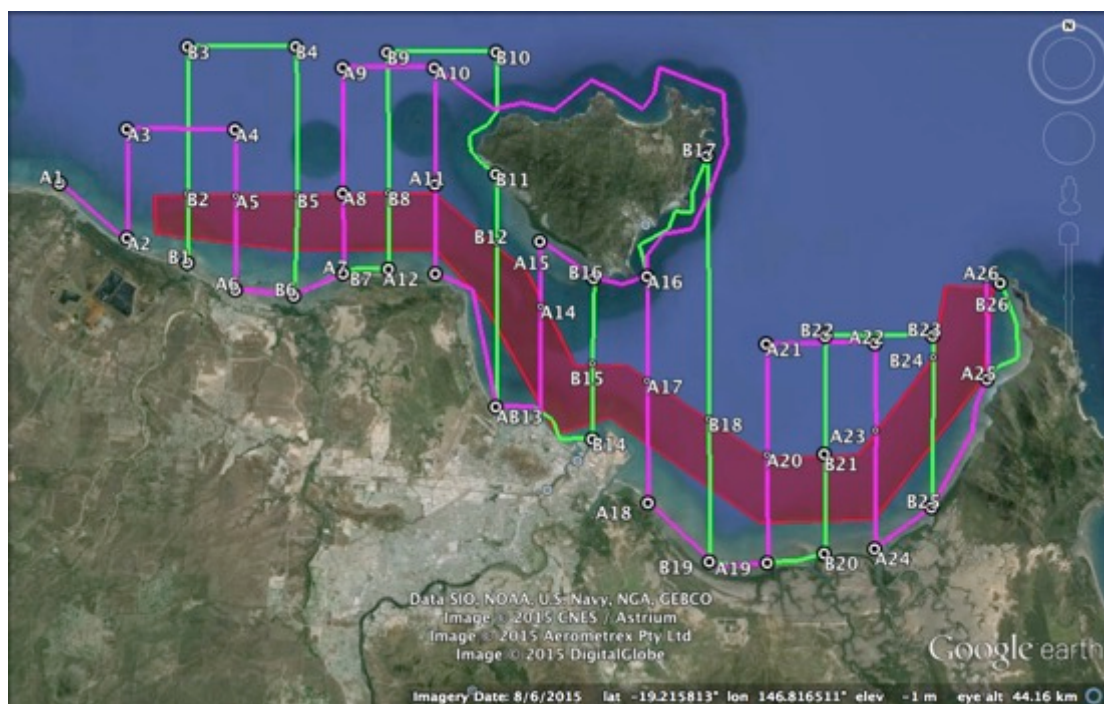 N
B3
B4
B9
B10
A9
A10
A3
A4
B17
A1
A11
B11
B2
A5
B5
A8
B8
A2
B12
A15
B1
A7
B7
A12
B16
A16
A6
B6
A26
B26
A14
B22
A22
B23
A21
B24
B15
A17
A25
AB13
B18
B14
A23
A20
B21
A18
B25
B19
A19
B20
A24
Data SIO, NOAA, U.S. Navy, NGA, GEBCO
Image © 2015 CNES / Astrium
Image © 2015 Aerometrex Pty Ltd
Image © 2015 DigitalGlobe
Google earth
Imagery Date: 8/6/2015 lat -19.215813° lon 146.816511° elev -1 m eye alt 44.16 km